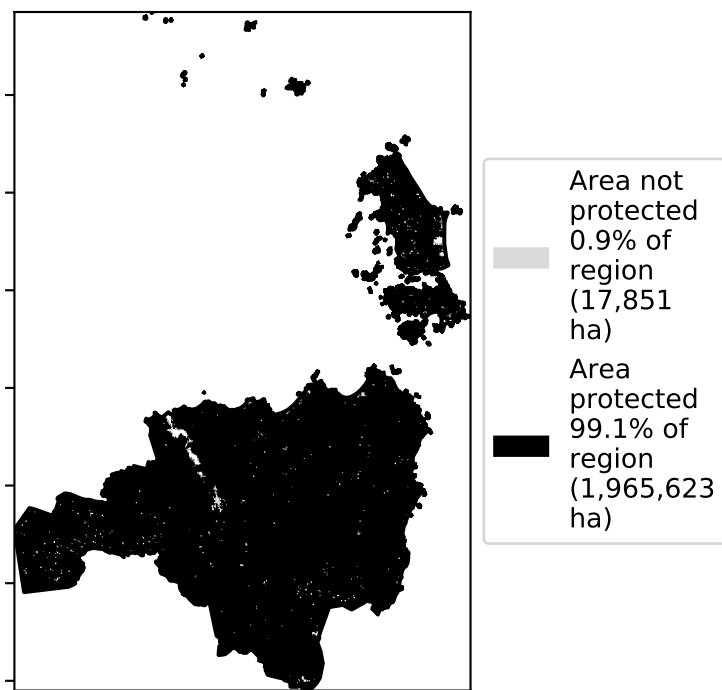 Area not
protected
0.9% of
region
(17,851
ha)
Area
protected
99.1% of
region
(1,965,623
ha)